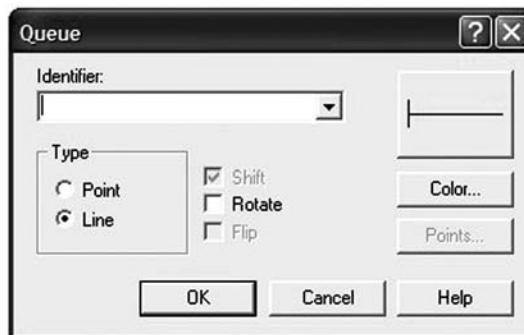 Queue
Identifier:
Type
Point
Line
Shift
Rotate
Flip
Color...
Points...
OK Cancel Help